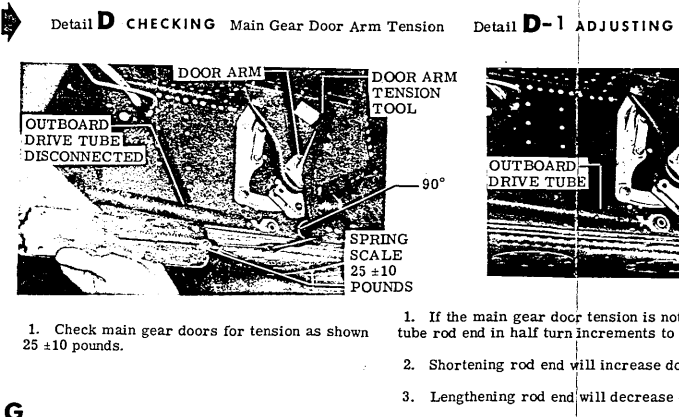 Detail D CHECKING Main Gear Door Arm Tension
Detail D-1 ADJUSTING
DOOR ARM
DOOR ARM
TENSION
TOOL
OUTBOARD
DRIVE TUBE
DISCONNECTED
90°
SPRING
SCALE
25 ±10
POUNDS
OUTBOARD
DRIVE TUBE
1. Check main gear doors for tension as shown
25 ±10 pounds.
1. If the main gear door tension is not
tube rod end in half turn increments to
2. Shortening rod end will increase do
3. Lengthening rod end will decrease
G